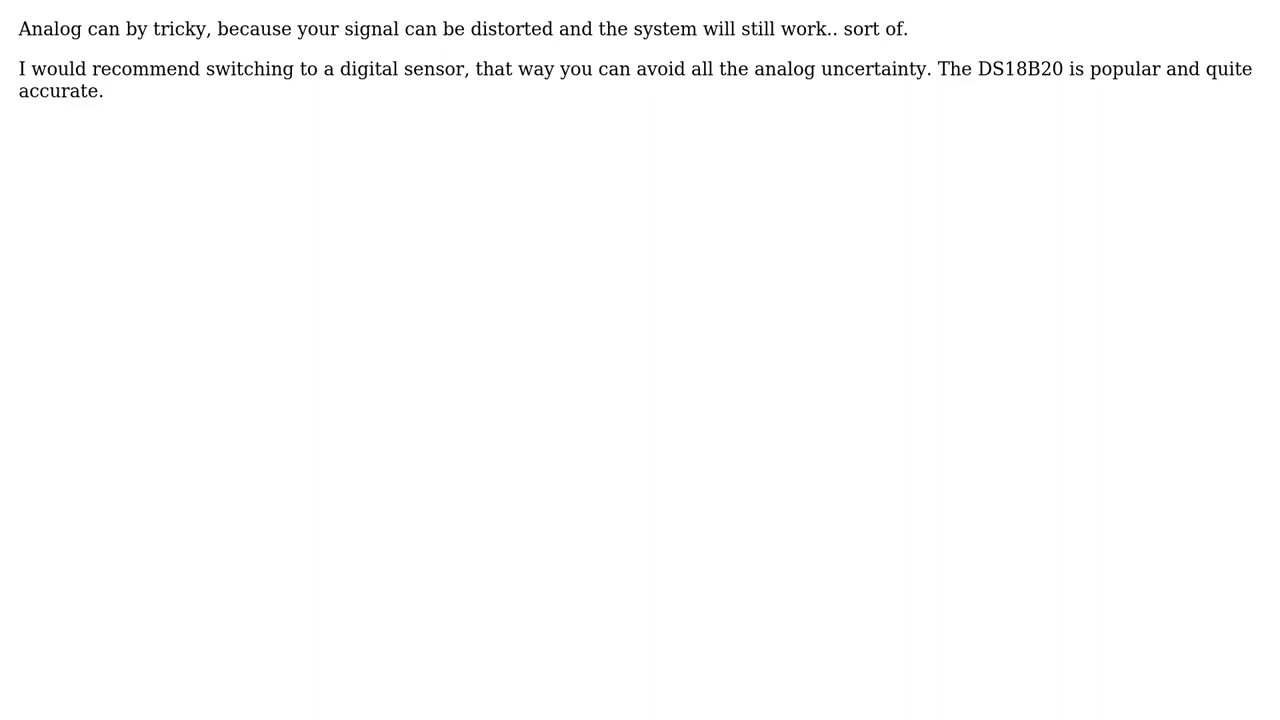 Analog can by tricky, because your signal can be distorted and the system will still work.. sort of.
I would recommend switching to a digital sensor, that way you can avoid all the analog uncertainty. The DS18B20 is popular and quite
accurate.